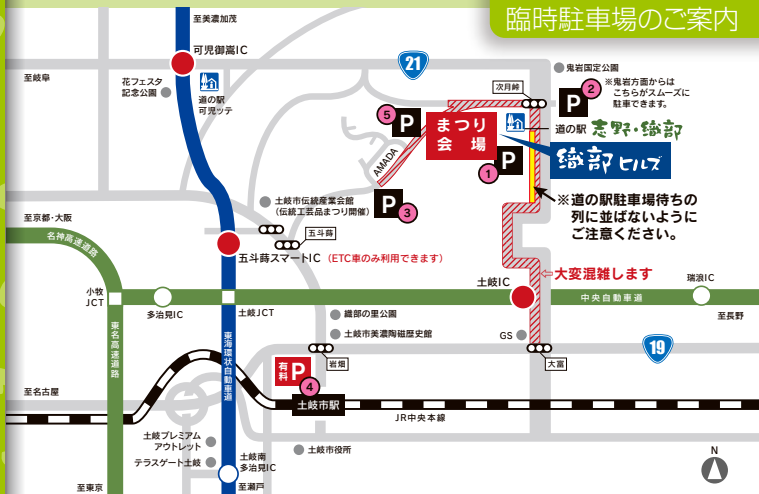 臨時駐車場のご案内
至美濃加茂
可児御嵩IC
21
至岐阜
花フェスタ
記念公園
道の駅
可児ッテ
鬼岩国定公園
※鬼岩方面からは
こちらがスムーズに
駐車できます。
次月峠
P
2
5
P
まつり
会場
道の駅 志野・織部
織部ヒルズ
P
1
AMADA
P
3
土岐市伝統産業会館
(伝統工芸品まつり開催)
※道の駅駐車場待ちの
列に並ばないように
ご注意ください。
至京都・大阪
名神高速道路
五斗蒔
五斗蒔スマートIC (ETC車のみ利用できます)
大変混雑します
土岐IC
瑞浪IC
小牧
JCT
多治見IC
土岐JCT
中央自動車道
至長野
織部の里公園
土岐市美濃陶磁歴史館
GS
19
東名高速道路
東海環状自動車道
岩畑
大富
有料
P
4
至名古屋
土岐市駅
JR中央本線
土岐プレミアム
アウトレット
テラスゲート土岐
土岐南
多治見IC
土岐市役所
至東京
至瀬戸
N